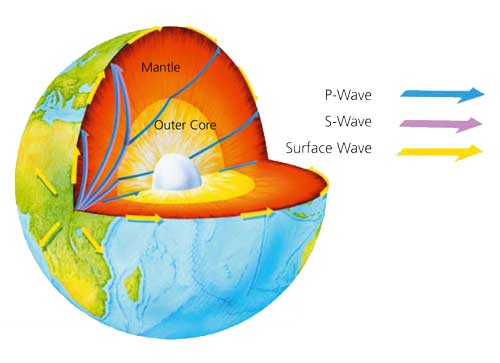 Mantle
Outer Core
P-Wave
S-Wave
Surface Wave